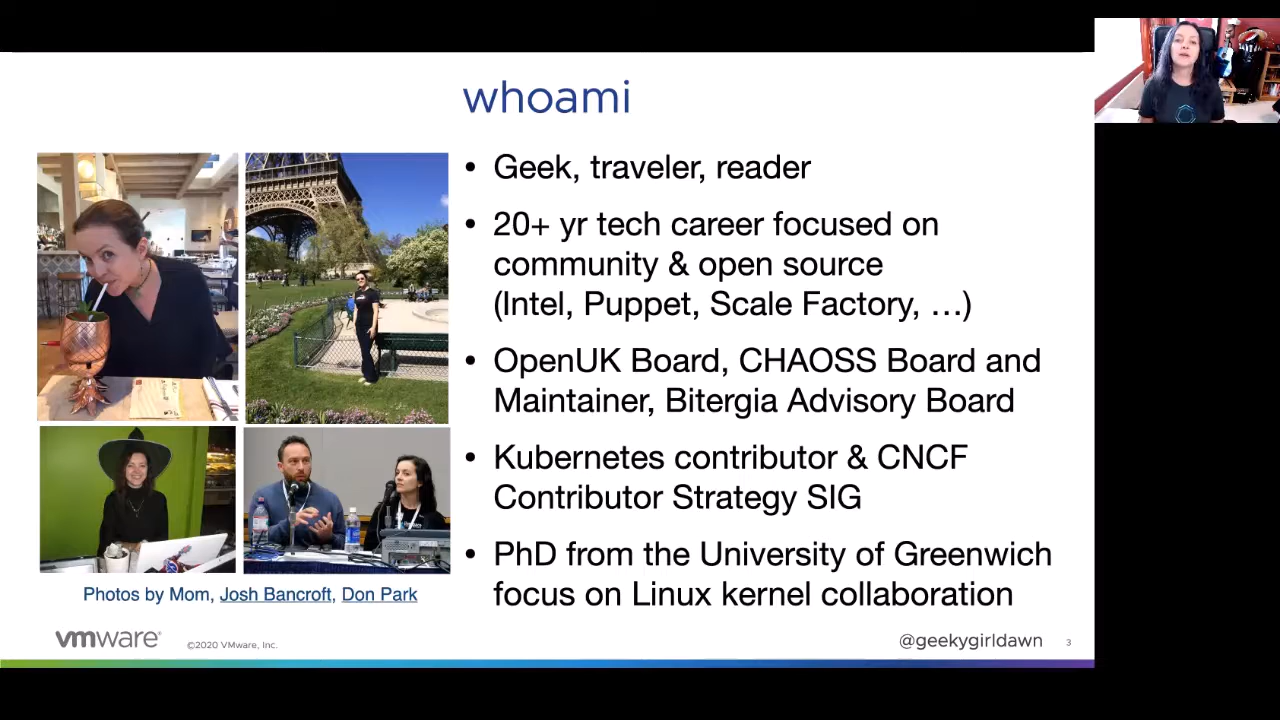 whoami
• Geek, traveler, reader
• 20+ yr tech career focused on
community & open source
(Intel, Puppet, Scale Factory, …)
• OpenUK Board, CHAOSS Board and
Maintainer, Bitergia Advisory Board
• Kubernetes contributor & CNCF
Contributor Strategy SIG
• PhD from the University of Greenwich
focus on Linux kernel collaboration
Photos by Mom, Josh Bancroft, Don Park
vmware®
©2020 VMware, Inc.
@geekygirldawn
3